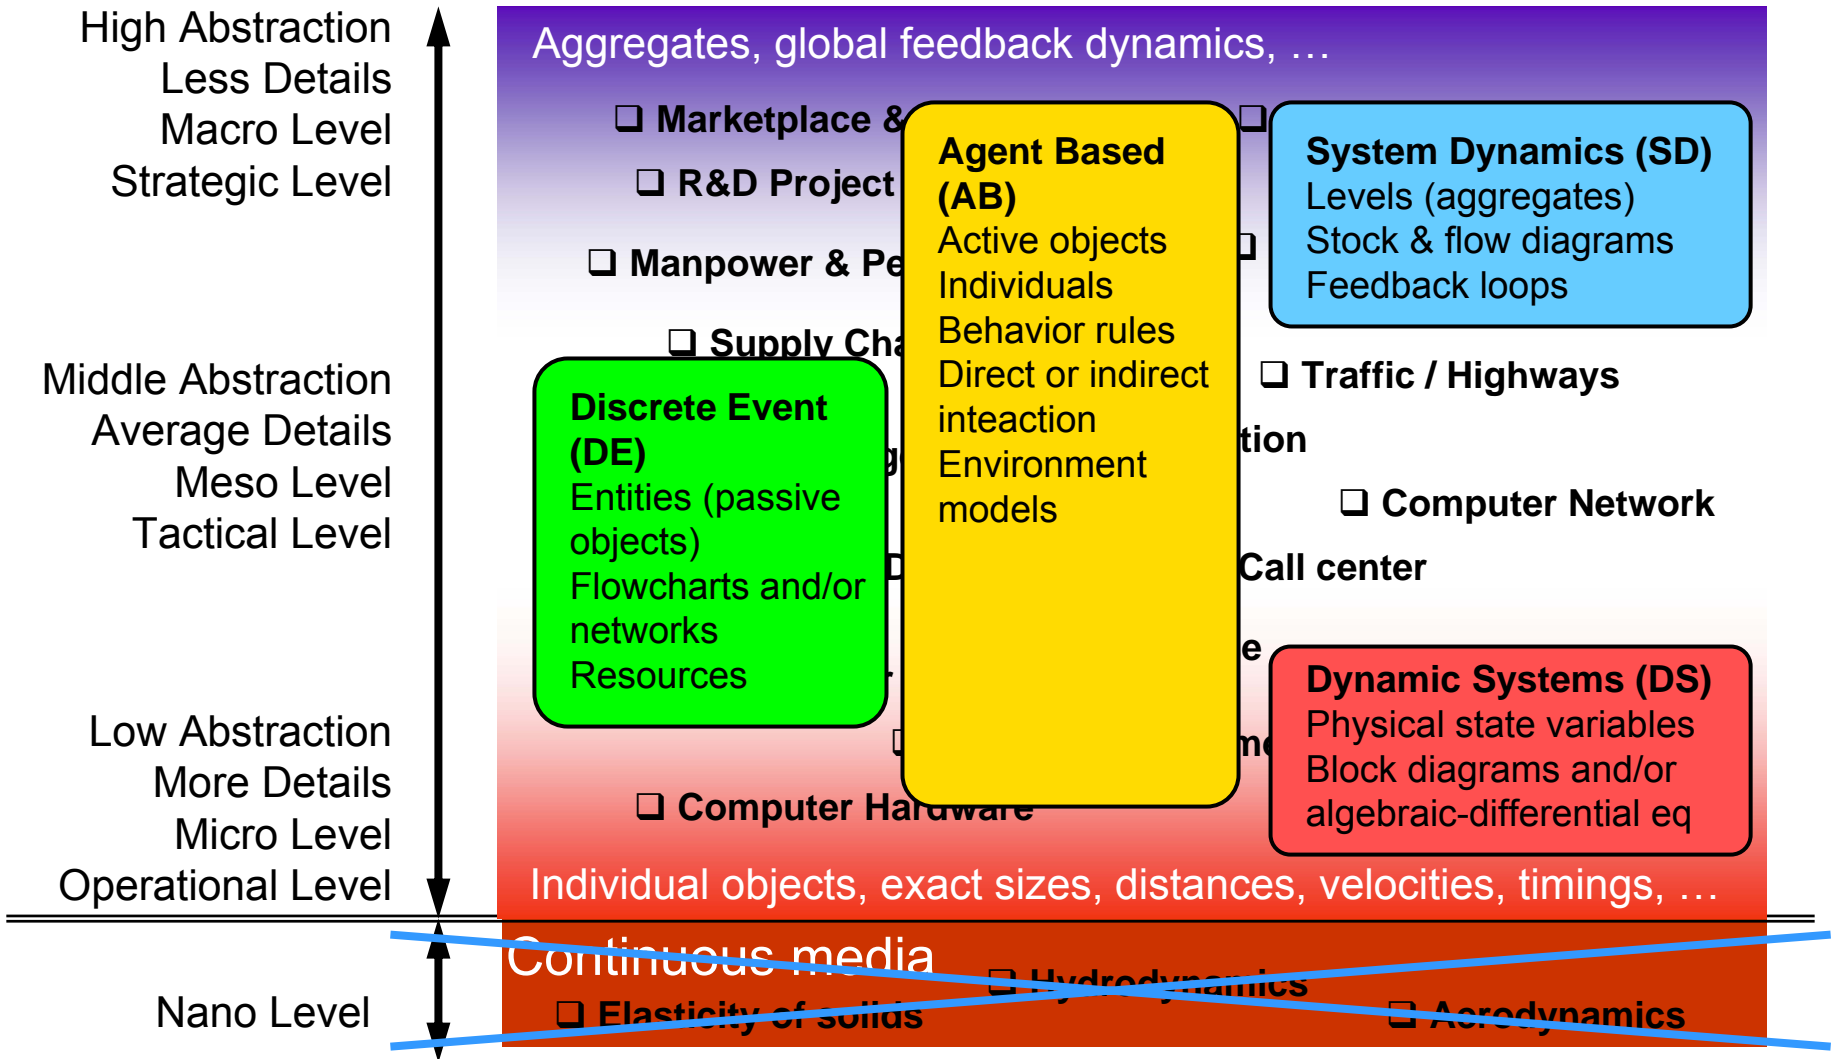 High Abstraction
Less Details
Macro Level
Strategic Level
Middle Abstraction
Average Details
Meso Level
Tactical Level
Low Abstraction
More Details
Micro Level
Operational Level
Nano Level
Aggregates, global feedback dynamics, …
❑ Marketplace &
❑ R&D Project
❑ Manpower &
❑ Supply
Agent Based
(AB)
Active objects
Individuals
Behavior rules
Direct or indirect
inteaction
Environment
models
System Dynamics (SD)
Levels (aggregates)
Stock & flow diagrams
Feedback loops
❑ Traffic / Highways
Discrete Event
(DE)
Entities (passive
objects)
Flowcharts and/or
networks
Resources
tion
❑ Computer Network
Call center
Dynamic Systems (DS)
Physical state variables
Block diagrams and/or
algebraic-differential eq
❑ Computer Hardware
Individual objects, exact sizes, distances, velocities, timings, …
Continuous media
❑ Hydrodynamics
❑ Elasticity of solids
❑ Aerodynamics